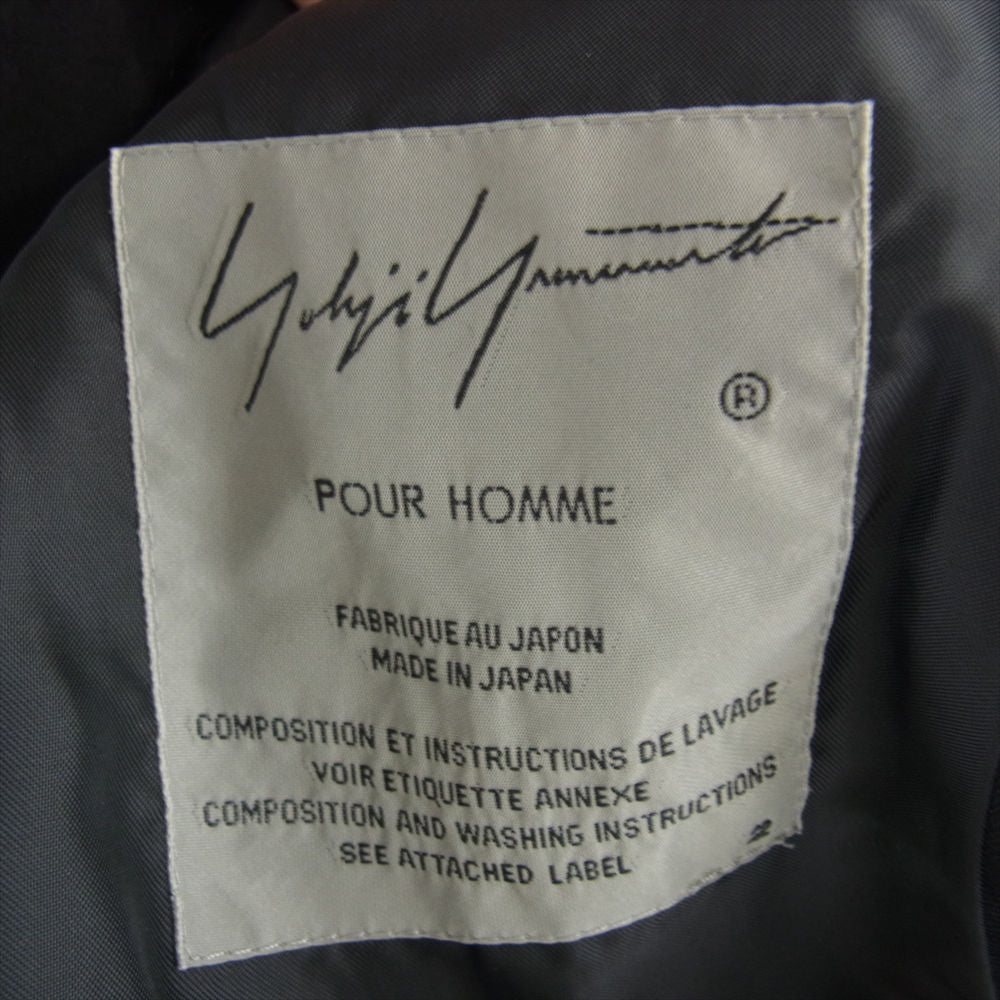 Yohji Yamamoto
®
POUR HOMME
FABRIQUE AU JAPON
MADE IN JAPAN
COMPOSITION ET INSTRUCTIONS DE LAVAGE
VOIR ETIQUETTE ANNEXE
COMPOSITION AND WASHING INSTRUCTIONS
SEE ATTACHED LABEL
22